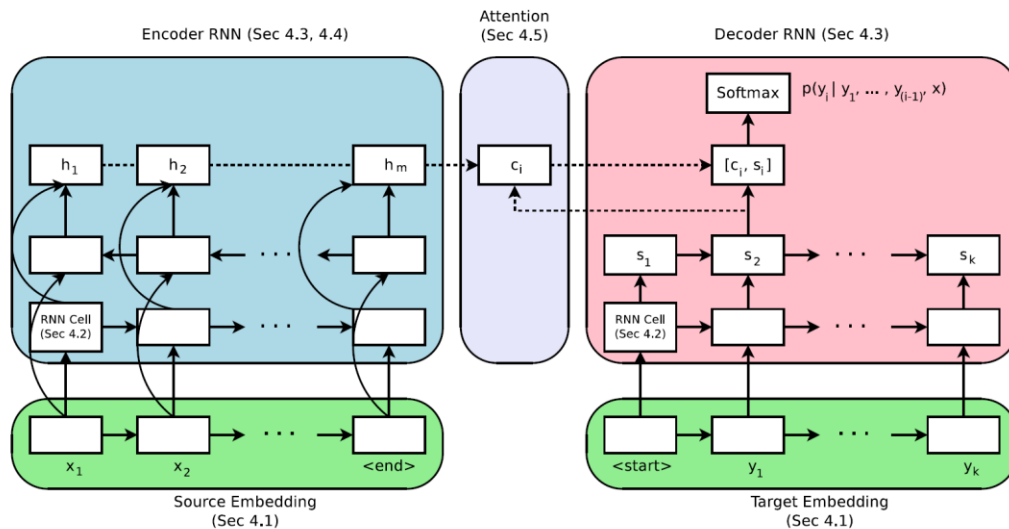 Encoder RNN (Sec 4.3, 4.4)
Attention
(Sec 4.5)
Decoder RNN (Sec 4.3)
Softmax
p(y_i | y_1, ... , y_(i-1), x)
h_1
h_2
h_m
c_i
[c_i, s_i]
. . .
s_1
s_2
. . .
s_k
RNN Cell
(Sec 4.2)
. . .
RNN Cell
(Sec 4.2)
. . .
. . .
. . .
x_1
x_2
<end>
<start>
y_1
y_k
Source Embedding
(Sec 4.1)
Target Embedding
(Sec 4.1)